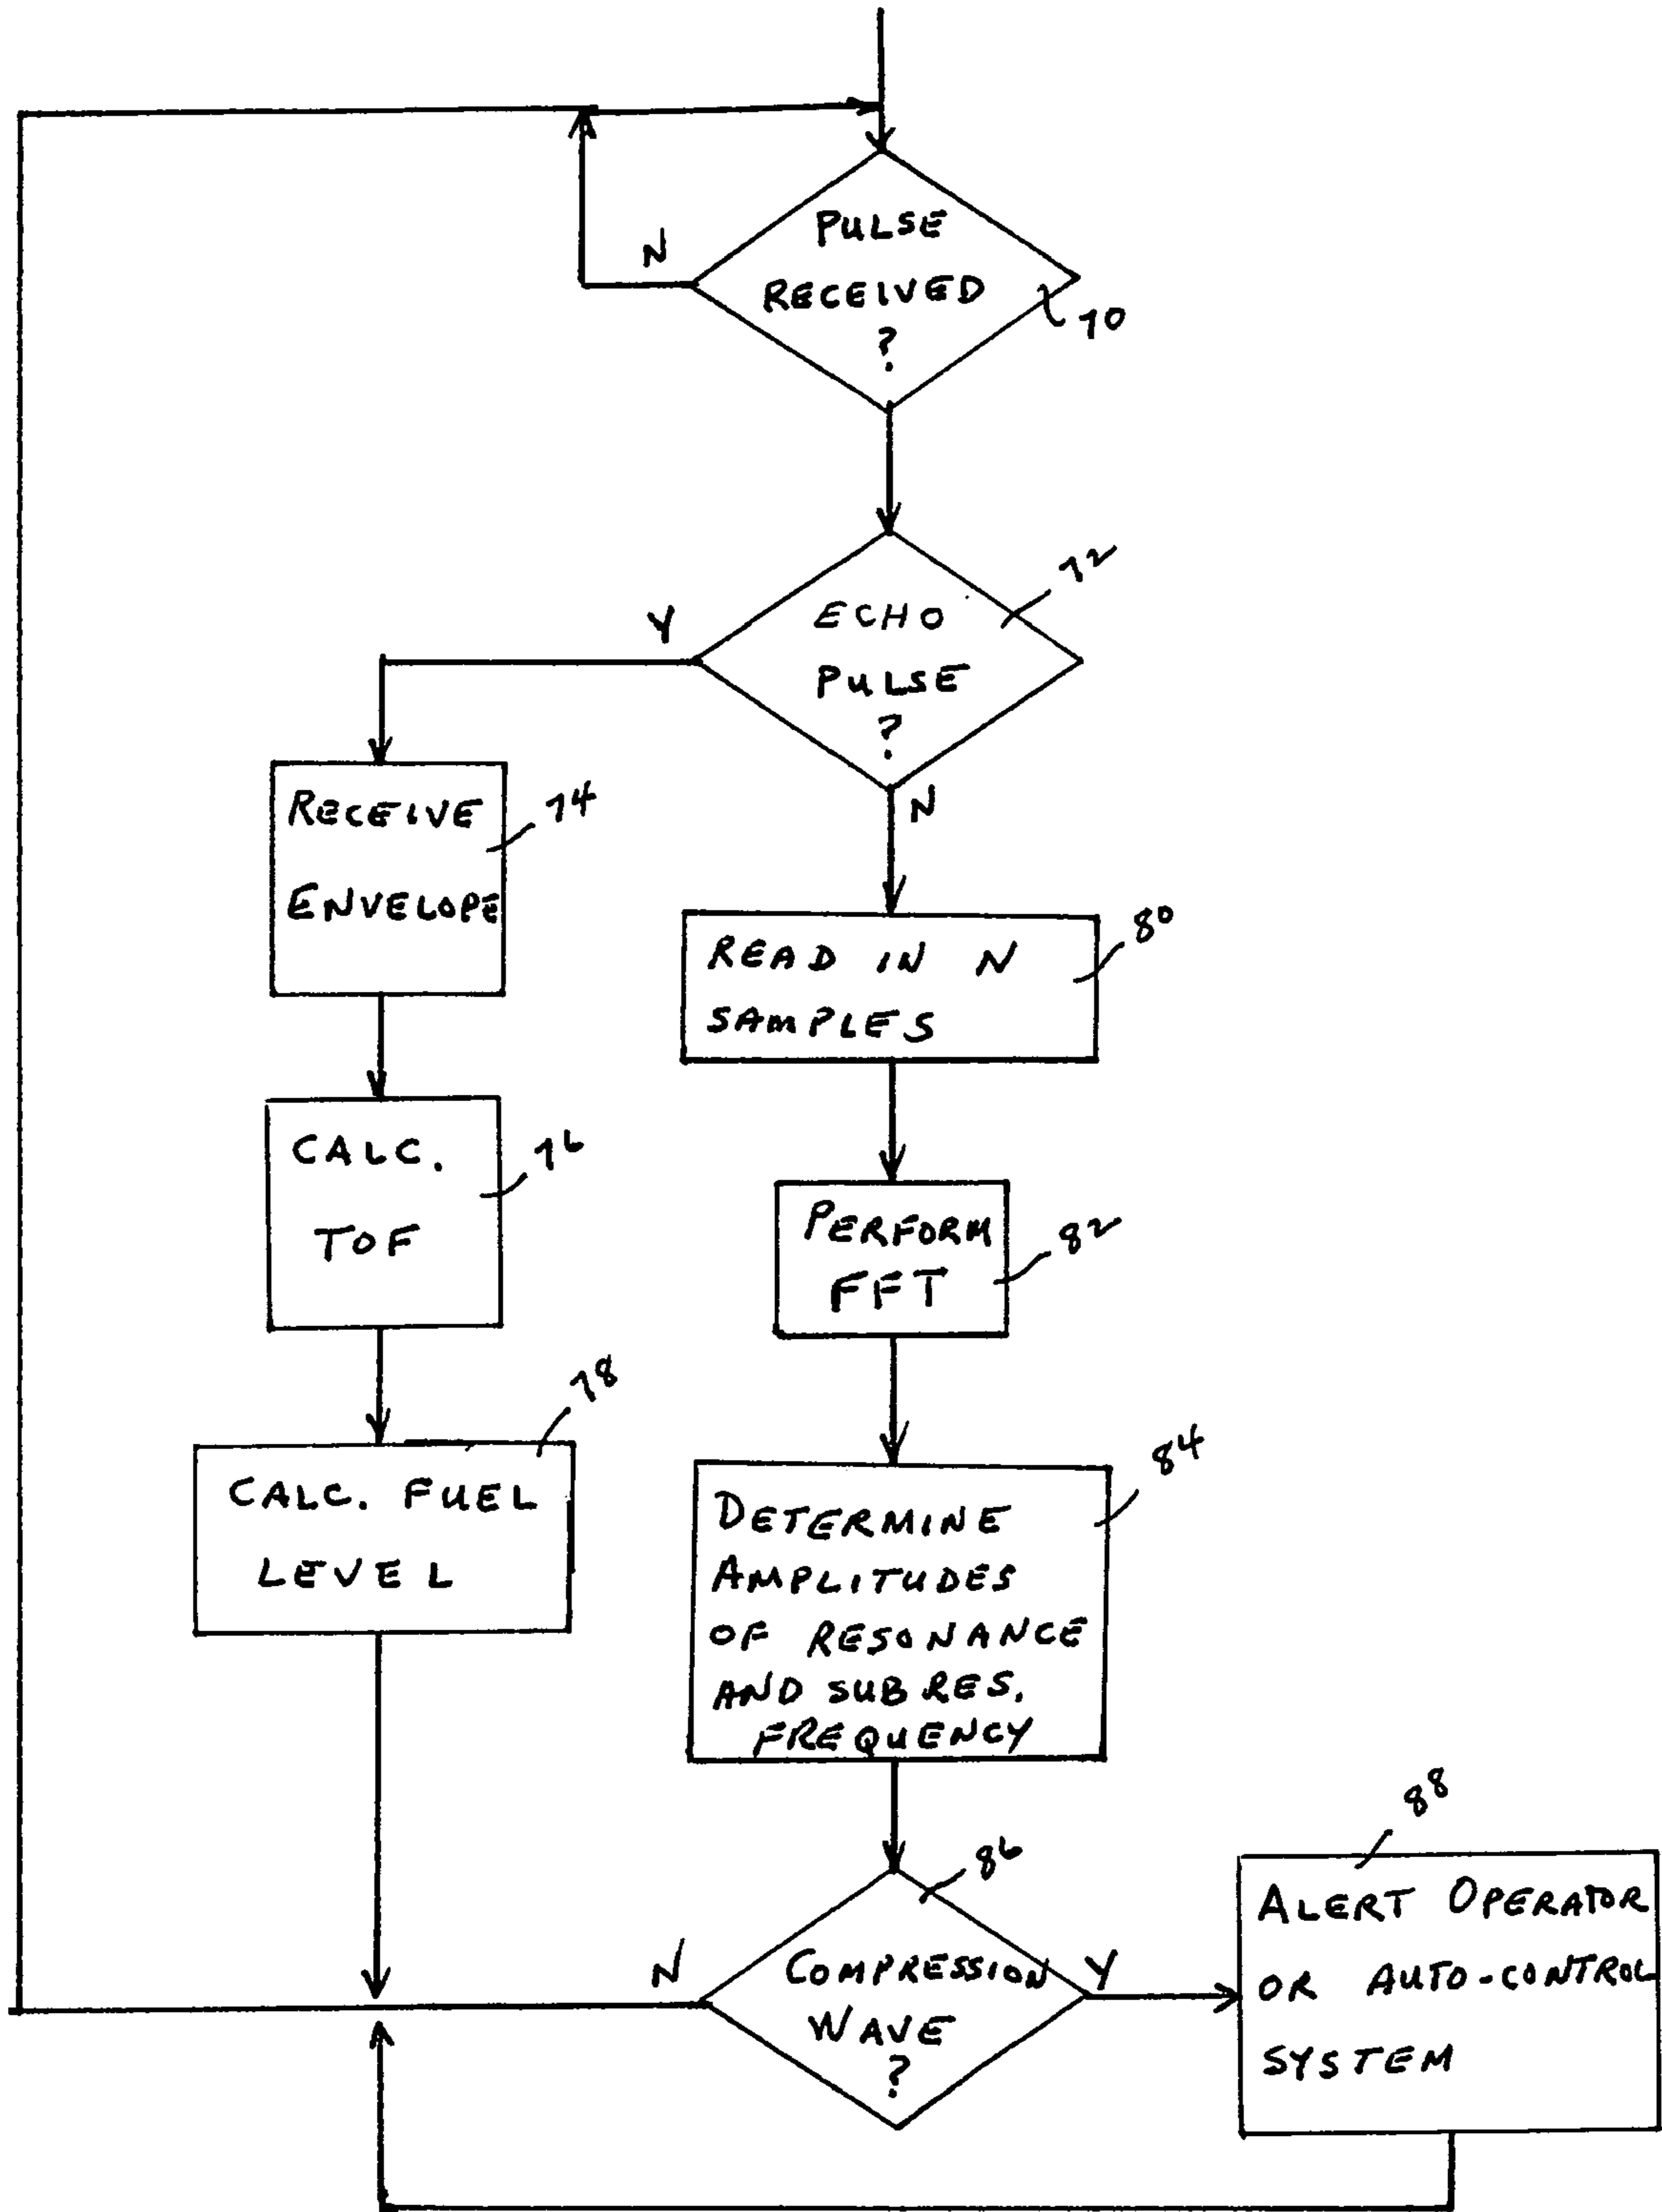 N
PULSE
RECEIVED
?
70
72
Y
ECHO
PULSE
?
N
RECEIVE
ENVELOPE
74
READ IN N
SAMPLES
80
CALC.
TOF
76
PERFORM
FFT
82
CALC. FUEL
LEVEL
78
DETERMINE
AMPLITUDES
OF RESONANCE
AND SUBRES.
FREQUENCY
84
86
N
COMPRESSION
WAVE
?
Y
88
ALERT OPERATOR
OR AUTO-CONTROL
SYSTEM